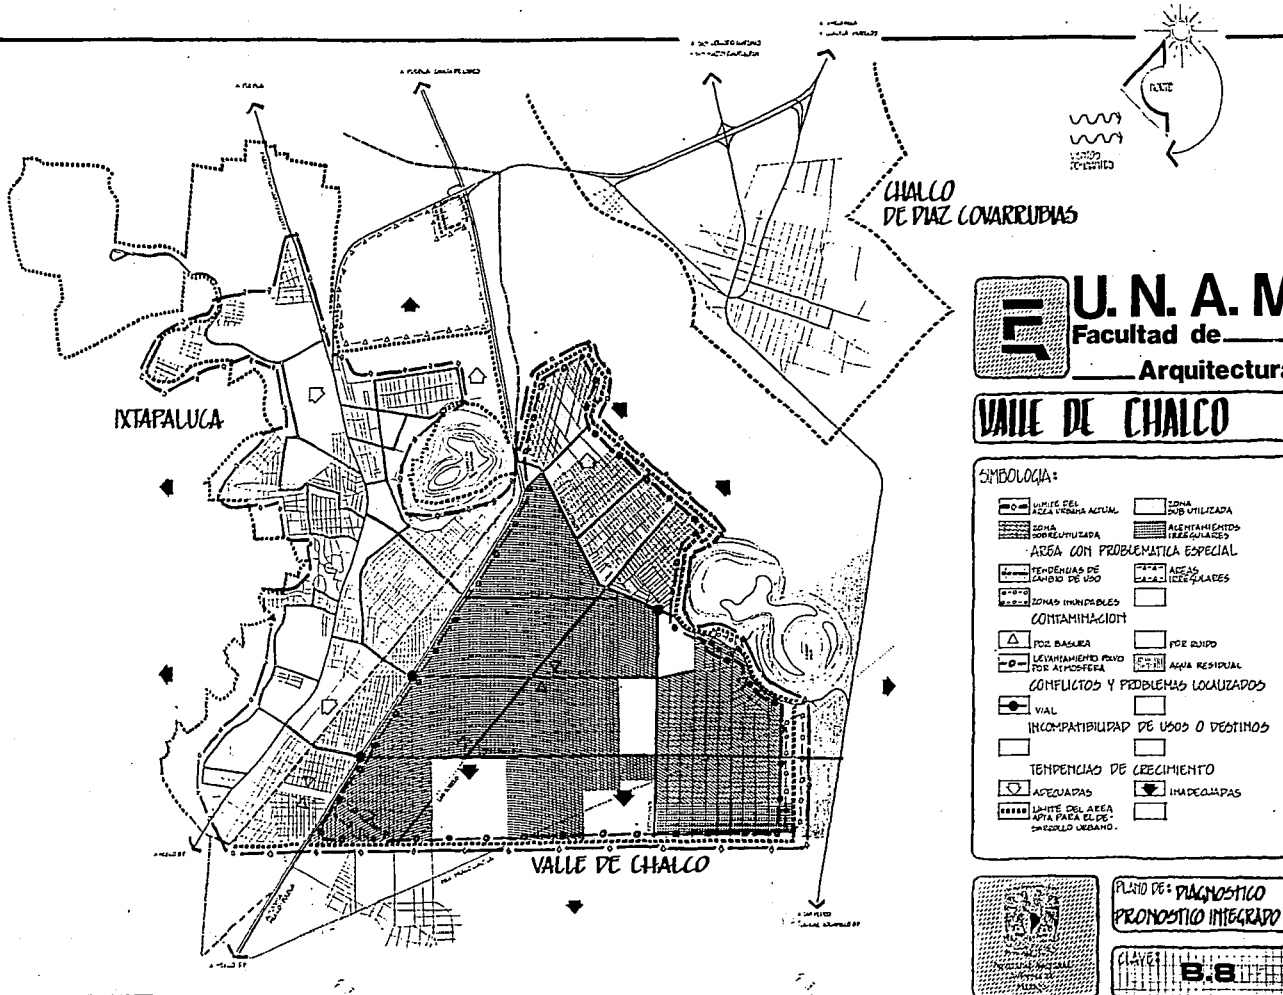 A PUEBLA
NORTE
CHALCO
DE DIAZ COVARRUBIAS
U. N. A. M
Facultad de
Arquitectura
IXTAPALUCA
VALLE DE CHALCO
SIMBOLOGIA:
LIMITE DEL
AREA URBANA ACTUAL
ZONA
SUB UTILIZADA
ZONA
SOBREUTILIZADA
ASENTAMIENTOS
IRREGULARES
AREA CON PROBLEMATICA ESPECIAL
TENDENCIAS DE
CAMBIO DE USO
AREAS
IRREGULARES
ZONAS INUNDABLES
CONTAMINACION
POR BASURA
POR RUIDO
LEVANTAMIENTO POLVO
POR ATMOSFERA
AGUA RESIDUAL
CONFLICTOS Y PROBLEMAS LOCALIZADOS
VIAL
INCOMPATIBILIDAD DE USOS O DESTINOS
TENDENCIAS DE CRECIMIENTO
ADECUADAS
INADECUADAS
LIMITE DEL AREA
APTA PARA EL DE-
SARROLLO URBANO.
VALLE DE CHALCO
PLANO DE: DIAGNOSTICO
PRONOSTICO INTEGRADO
CLAVE:
B.8